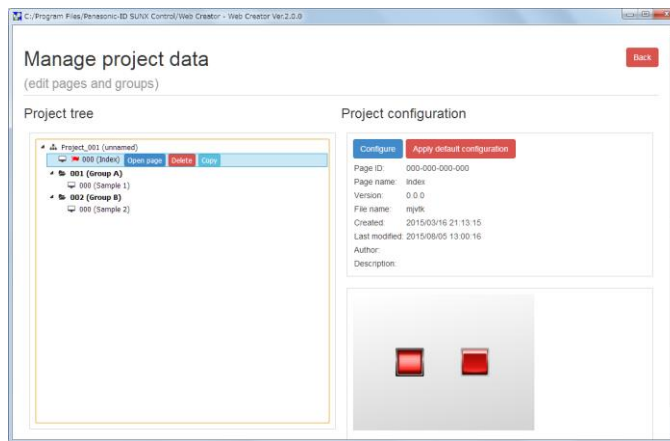 C:/Program Files/Panasonic-ID SUNX Control/Web Creator - Web Creator Ver.2.0.0
Manage project data
Back
(edit pages and groups)
Project tree
Project_001 (unnamed)
000 (Index) Open page Delete Copy
001 (Group A)
000 (Sample 1)
002 (Group B)
000 (Sample 2)
Project configuration
Configure Apply default configuration
Page ID: 000-000-000-000
Page name: Index
Version: 0.0.0
File name: mjvtk
Created: 2015/03/16 21:13:15
Last modified: 2015/08/05 13:00:16
Author:
Description: